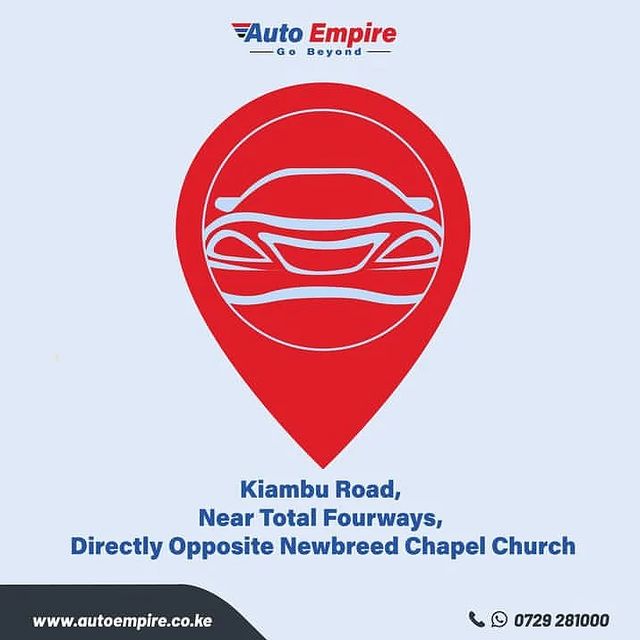 Auto Empire
Go Beyond
Kiambu Road,
Near Total Fourways,
Directly Opposite Newbreed Chapel Church
www.autoempire.co.ke
0729 281000